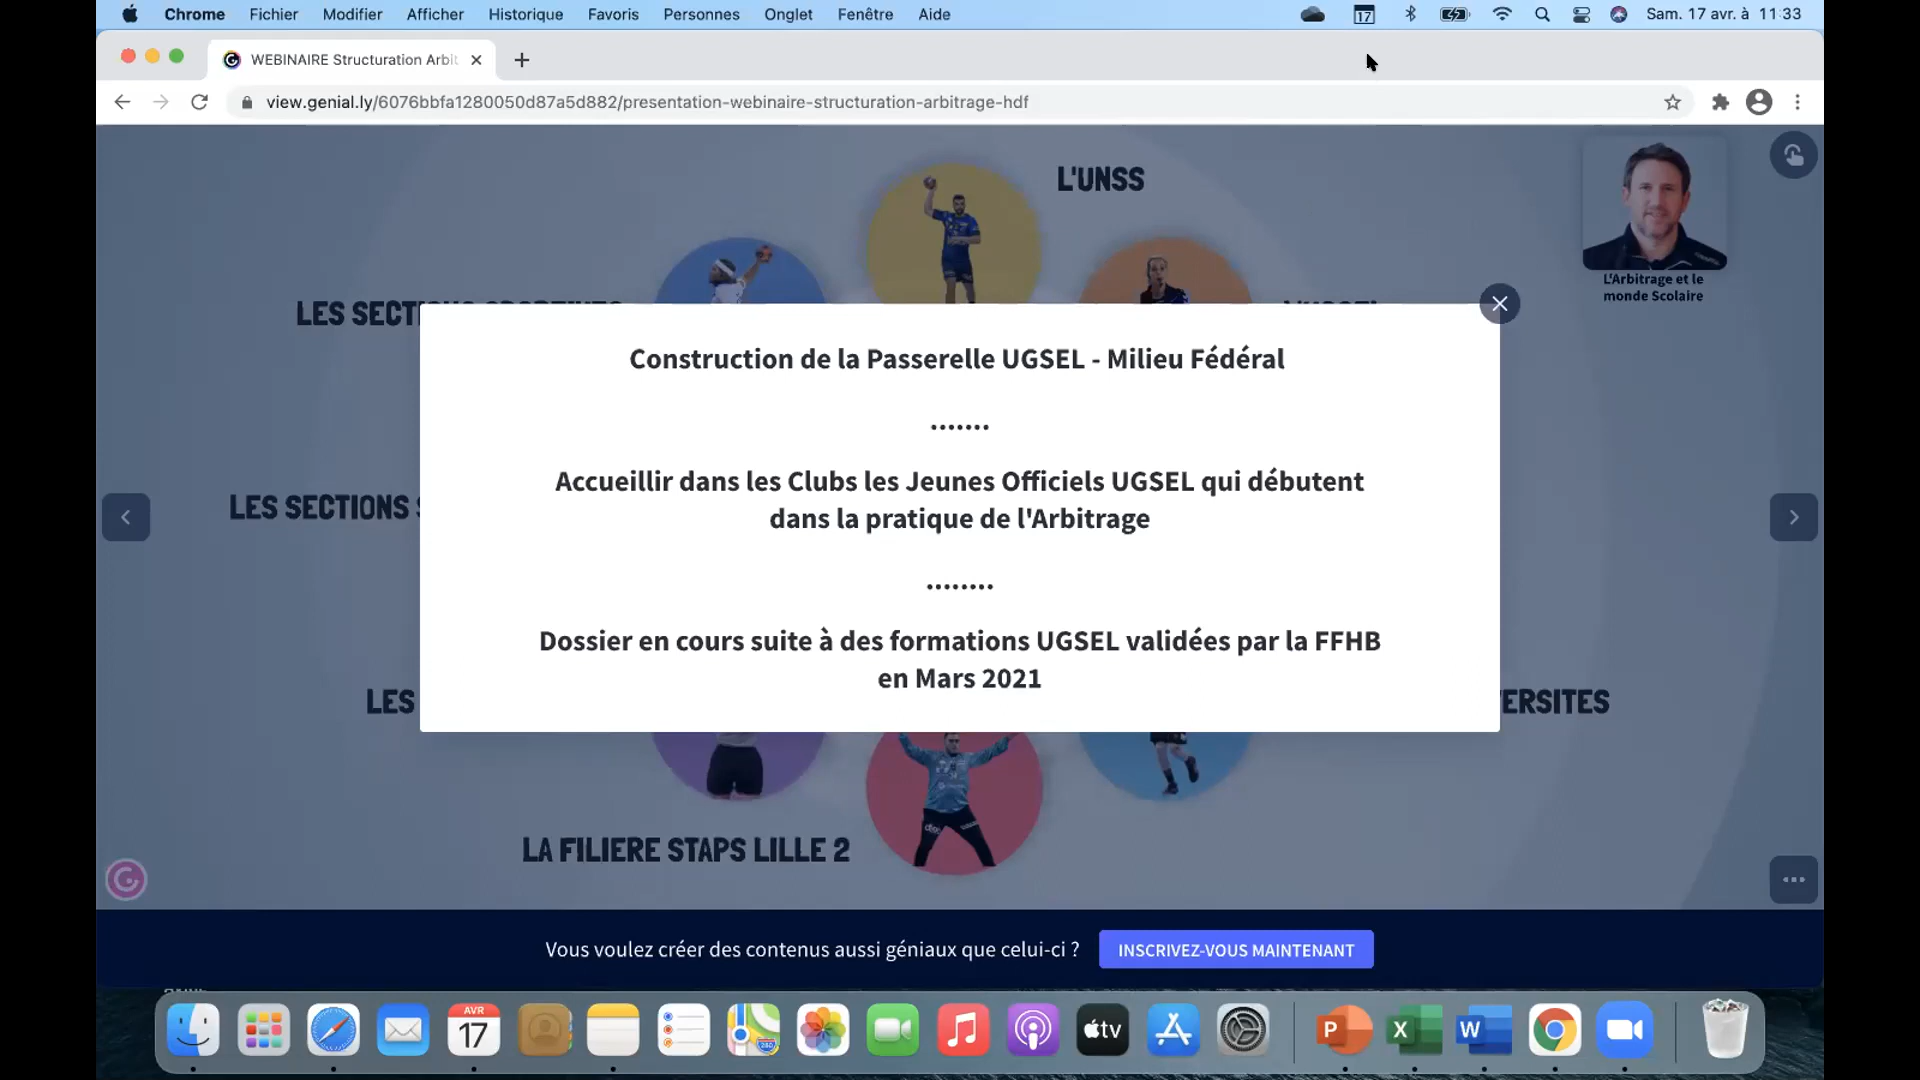 Chrome Fichier Modifier Afficher Historique Favoris Personnes Onglet Fenêtre Aide 17 Sam. 17 avr. à 11:33
WEBINAIRE Structuration Arbit
view.genial.ly/6076bbfa1280050d87a5d882/presentation-webinaire-structuration-arbitrage-hdf
L'UNSS
L'Arbitrage et le
monde Scolaire
LES SECTI
Construction de la Passerelle UGSEL - Milieu Fédéral
.......
Accueillir dans les Clubs les Jeunes Officiels UGSEL qui débutent
dans la pratique de l'Arbitrage
........
Dossier en cours suite à des formations UGSEL validées par la FFHB
en Mars 2021
LES SECTIONS
LES
ERSITES
LA FILIERE STAPS LILLE 2
Vous voulez créer des contenus aussi géniaux que celui-ci ? INSCRIVEZ-VOUS MAINTENANT
AVR
17
280
tv
P
X
W